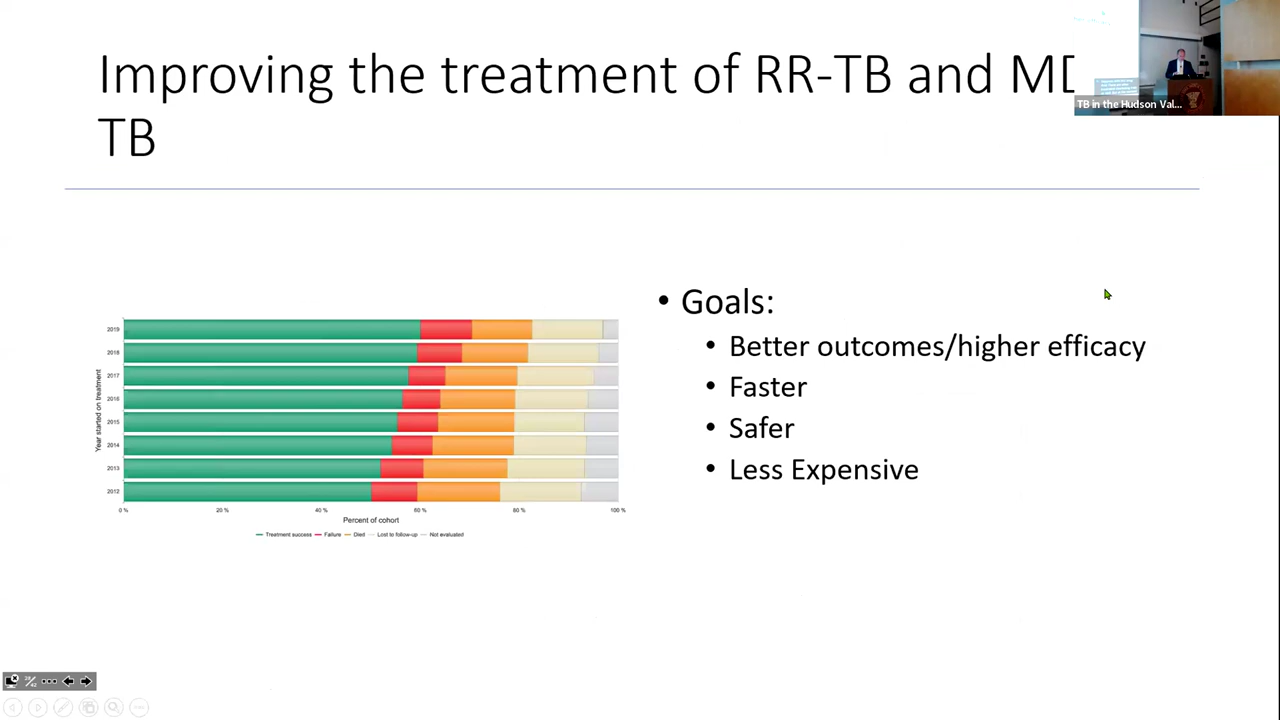 Improving the treatment of RR-TB and MD
TB
TB in the Hudson Val...
• Goals:
• Better outcomes/higher efficacy
• Faster
• Safer
• Less Expensive
Year started on treatment
2019
2018
2017
2016
2015
2014
2013
2012
0 % 20 % 40 % 60 % 80 % 100 %
Percent of cohort
Treatment success Failure Died Lost to follow-up Not evaluated